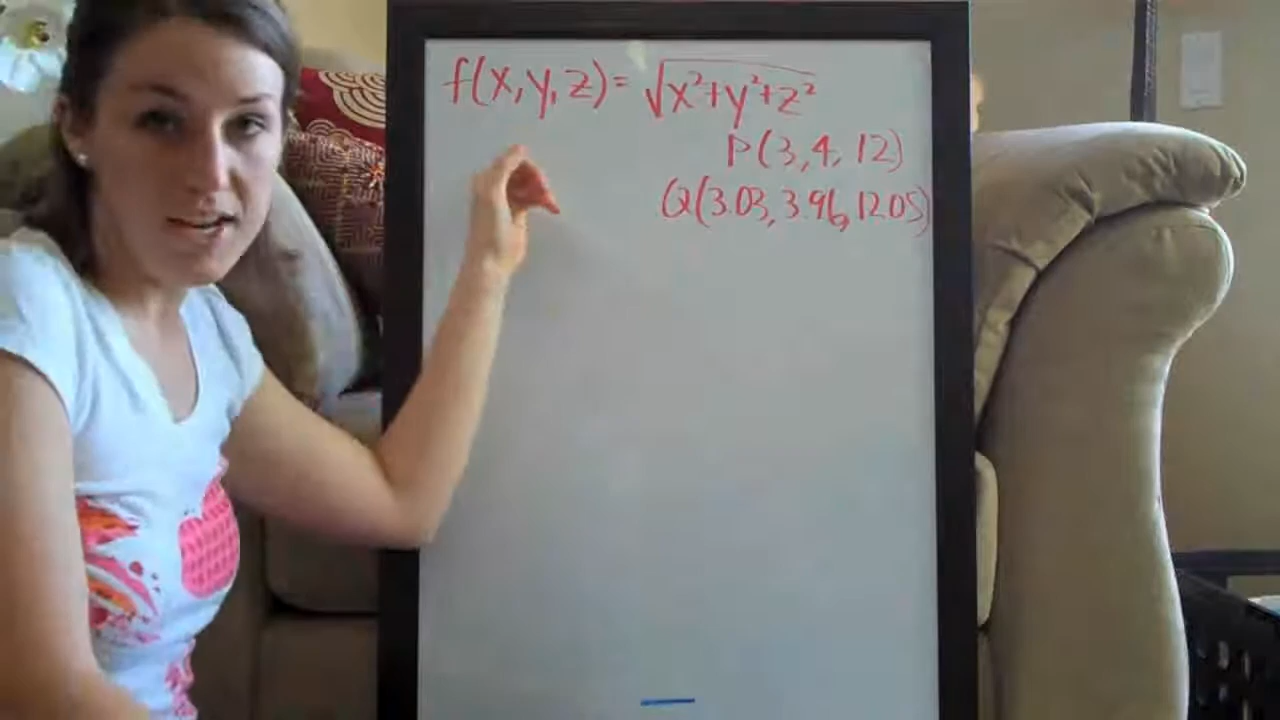 f(x,y,z)= √x²+y²+z²
P(3,4,12)
Q(3.03,3.96,12.05)